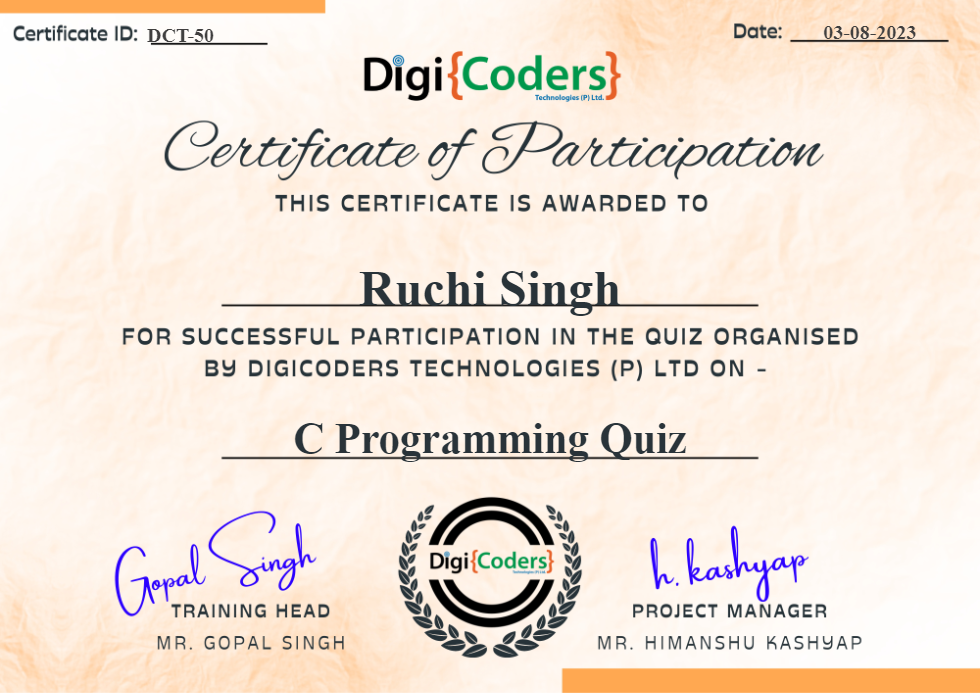 Certificate ID: DCT-50
Date: 03-08-2023
Digi{Coders}
Technologies (P) Ltd.
Certificate of Participation
THIS CERTIFICATE IS AWARDED TO
Ruchi Singh
FOR SUCCESSFUL PARTICIPATION IN THE QUIZ ORGANISED
BY DIGICODERS TECHNOLOGIES (P) LTD ON -
C Programming Quiz
Gopal Singh
TRAINING HEAD
MR. GOPAL SINGH
Digi{Coders}
Technologies (P) Ltd.
h. kashyap
PROJECT MANAGER
MR. HIMANSHU KASHYAP